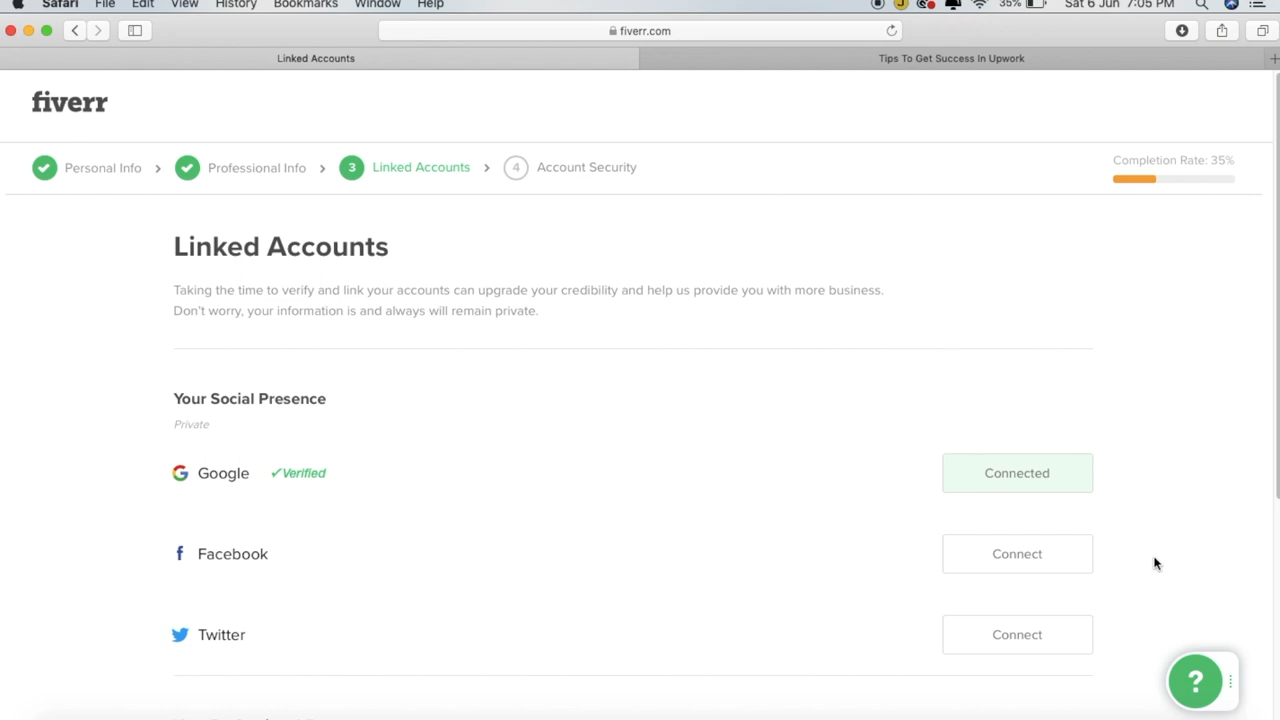 Safari File Edit View History Bookmarks Window Help 35% Sat 6 Jun 7:05 PM
fiverr.com
Linked Accounts Tips To Get Success In Upwork
fiverr
Personal Info Professional Info 3 Linked Accounts 4 Account Security
Completion Rate: 35%
Linked Accounts
Taking the time to verify and link your accounts can upgrade your credibility and help us provide you with more business.
Don't worry, your information is and always will remain private.
Your Social Presence
Private
Google ✓Verified Connected
Facebook Connect
Twitter Connect
?